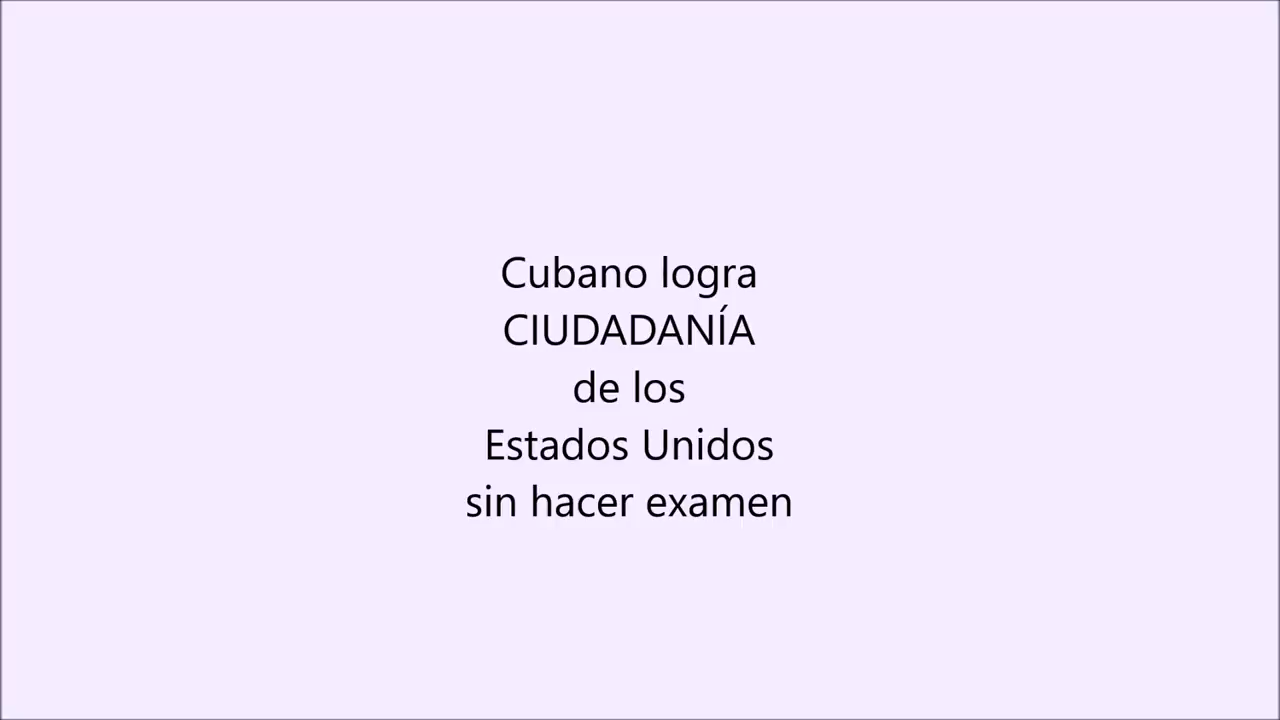 Cubano logra
CIUDADANÍA
de los
Estados Unidos
sin hacer examen